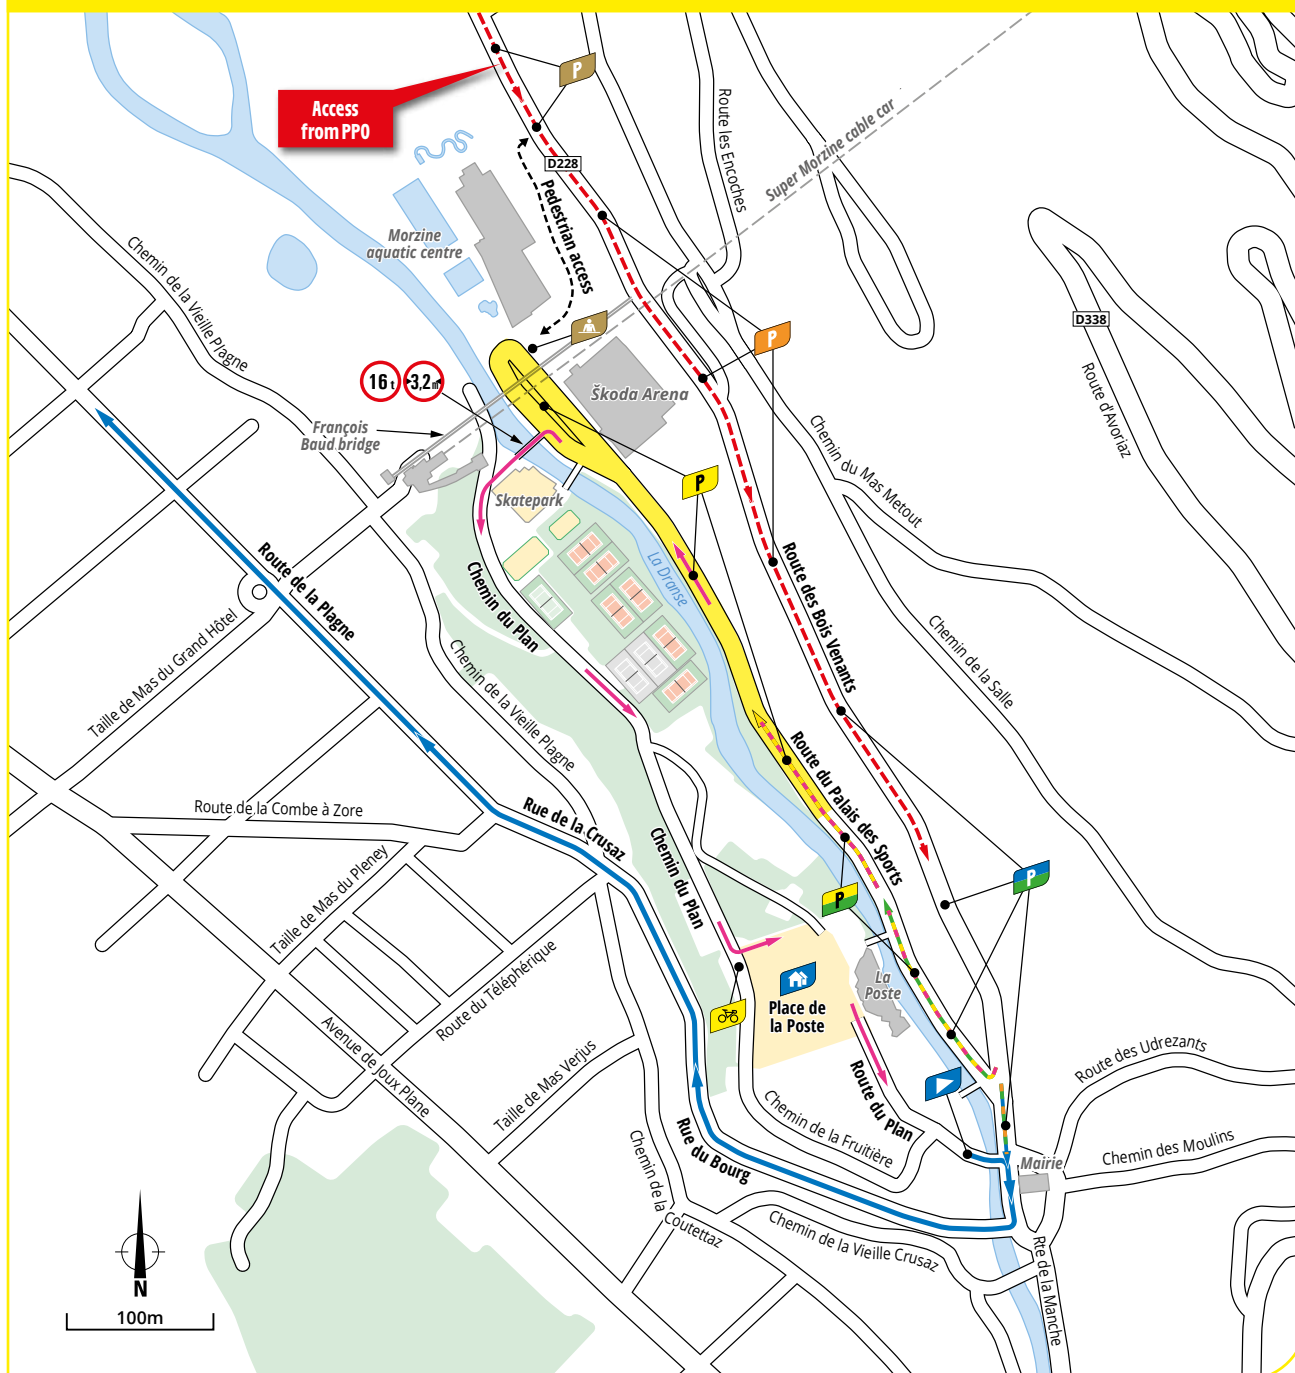 P
Access
from PPO
D228
Route les Encoches
Super Morzine cable car
Pedestrian access
Morzine
aquatic centre
Chemin de la Vieille Plagne
D338
P
Route d'Avoriaz
16 t
3,2 m
Škoda Arena
François
Baud bridge
Chemin du Mas Metout
P
Skatepark
La Dranse
Route de la Plagne
Chemin du Plan
Route des Bois Venants
Taille de Mas du Grand Hôtel
Chemin de la Salle
Chemin de la Vieille Plagne
Route du Palais des Sports
Route de la Combe à Zore
Rue de la Crusaz
Chemin du Plan
P
P
Taille de Mas du Pleney
Route du Téléphérique
La
Poste
Place de
la Poste
Avenue de Joux Plane
Taille de Mas Verjus
Route des Udrezants
Route du Plan
Chemin de la Fruitière
Rue du Bourg
Chemin des Moulins
Mairie
Chemin de la Coutettaz
Chemin de la Vieille Crusaz
Rte de la Manche
N
100m